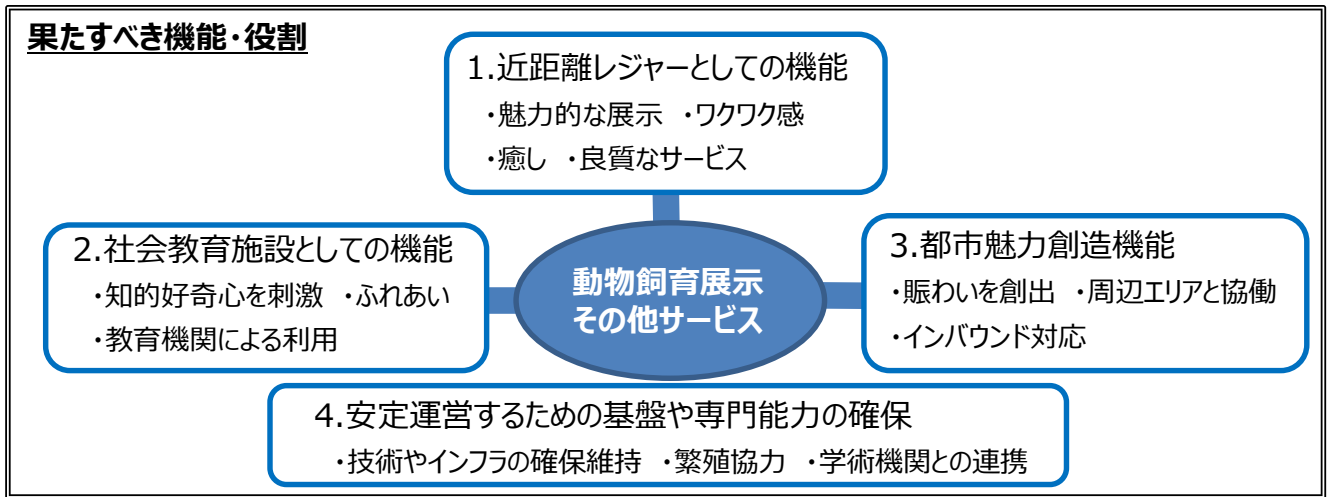 果たすべき機能・役割
1.近距離レジャーとしての機能
・魅力的な展示 ・ワクワク感
・癒し ・良質なサービス
2.社会教育施設としての機能
・知的好奇心を刺激 ・ふれあい
・教育機関による利用
動物飼育展示
その他サービス
3.都市魅力創造機能
・賑わいを創出 ・周辺エリアと協働
・インバウンド対応
4.安定運営するための基盤や専門能力の確保
・技術やインフラの確保維持 ・繁殖協力 ・学術機関との連携